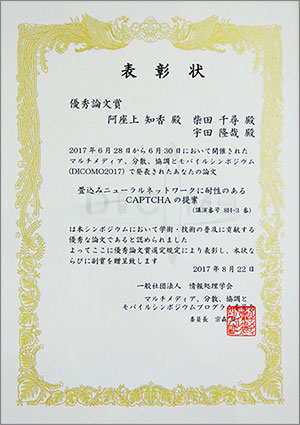 表彰状
優秀論文賞
阿座上 知香 殿 柴田 千尋 殿
宇田 隆哉 殿
2017年6月28日から6月30日において開催された
マルチメディア、分散、協調とモバイルシンポジウム
(DICOMO2017)で発表されたあなたの論文
畳込みニューラルネットワークに耐性のある
CAPTCHAの提案
(講演番号 8H-3 番)
は本シンポジウムにおいて学術・技術の普及に貢献する
優秀な論文であると認められました
よってここに優秀論文賞選定規定により表彰し、本状な
らびに副賞を贈呈致します
2017年8月22日
一般社団法人 情報処理学会
マルチメディア、分散、協調と
モバイルシンポジウムプログラム
委員長 宗森